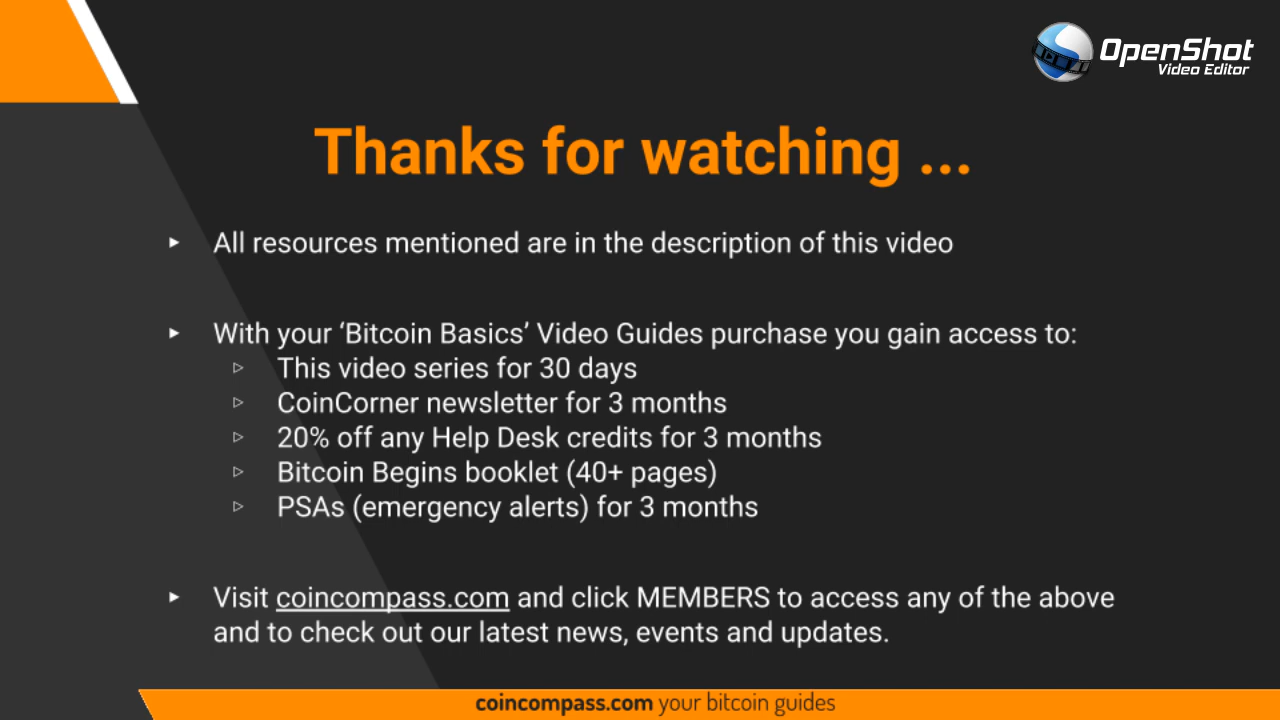 OpenShot
Video Editor
Thanks for watching ...
All resources mentioned are in the description of this video
With your ‘Bitcoin Basics’ Video Guides purchase you gain access to:
This video series for 30 days
CoinCorner newsletter for 3 months
20% off any Help Desk credits for 3 months
Bitcoin Begins booklet (40+ pages)
PSAs (emergency alerts) for 3 months
Visit coincompass.com and click MEMBERS to access any of the above
and to check out our latest news, events and updates.
coincompass.com your bitcoin guides